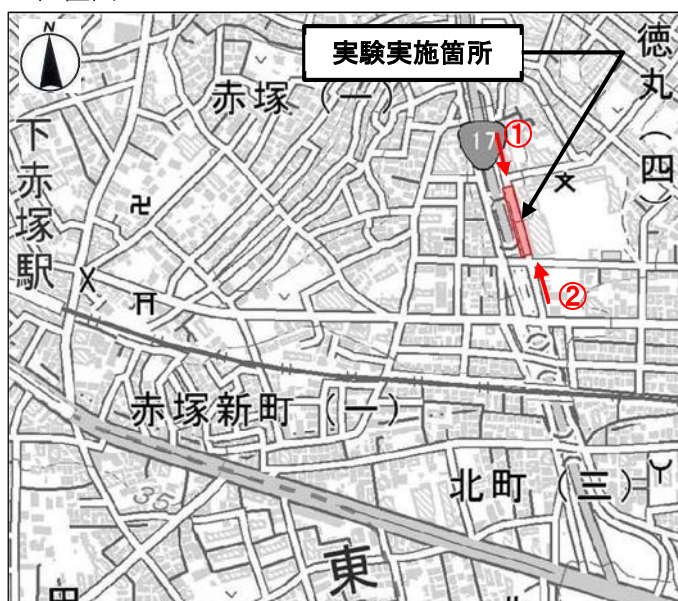 N
実験実施箇所
徳丸(四)
赤塚(一)
17
①
下赤塚駅
②
赤塚新町(一)
北町(三)
35
東